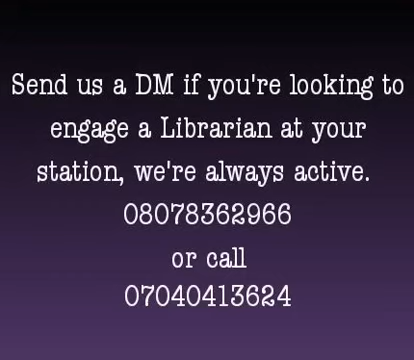 Send us a DM if you're looking to
engage a Librarian at your
station, we're always active.
08078362966
or call
07040413624